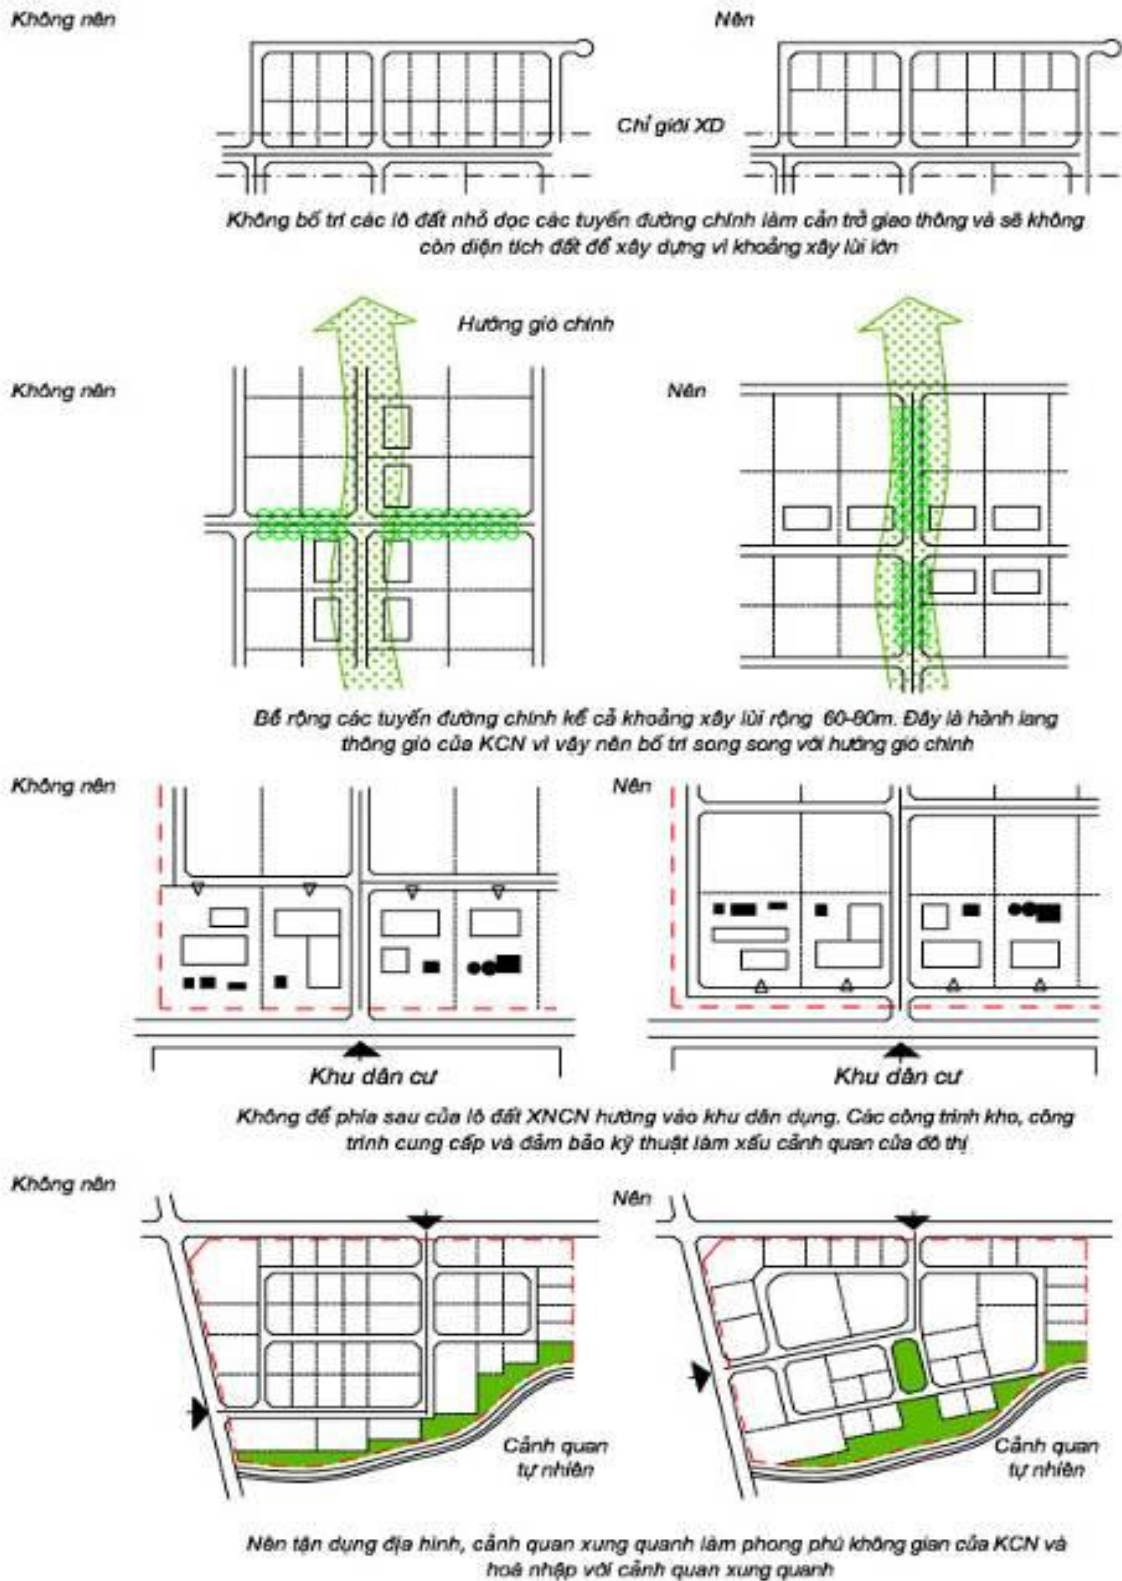 Không nên
Nên
Chỉ giới XD
Không bố trí các lô đất nhỏ dọc các tuyến đường chính làm cản trở giao thông và sẽ không
còn diện tích đất để xây dựng vì khoảng xây lùi lớn
Hướng gió chính
Không nên
Nên
Bề rộng các tuyến đường chính kể cả khoảng xây lùi rộng 60-80m. Đây là hành lang
thông gió của KCN vì vậy nên bố trí song song với hướng gió chính
Không nên
Nên
Khu dân cư
Khu dân cư
Không để phía sau của lô đất XNCN hướng vào khu dân dụng. Các công trình kho, công
trình cung cấp và đảm bảo kỹ thuật làm xấu cảnh quan của đô thị
Không nên
Nên
Cảnh quan
tự nhiên
Cảnh quan
tự nhiên
Nên tận dụng địa hình, cảnh quan xung quanh làm phong phú không gian của KCN và
hoà nhập với cảnh quan xung quanh